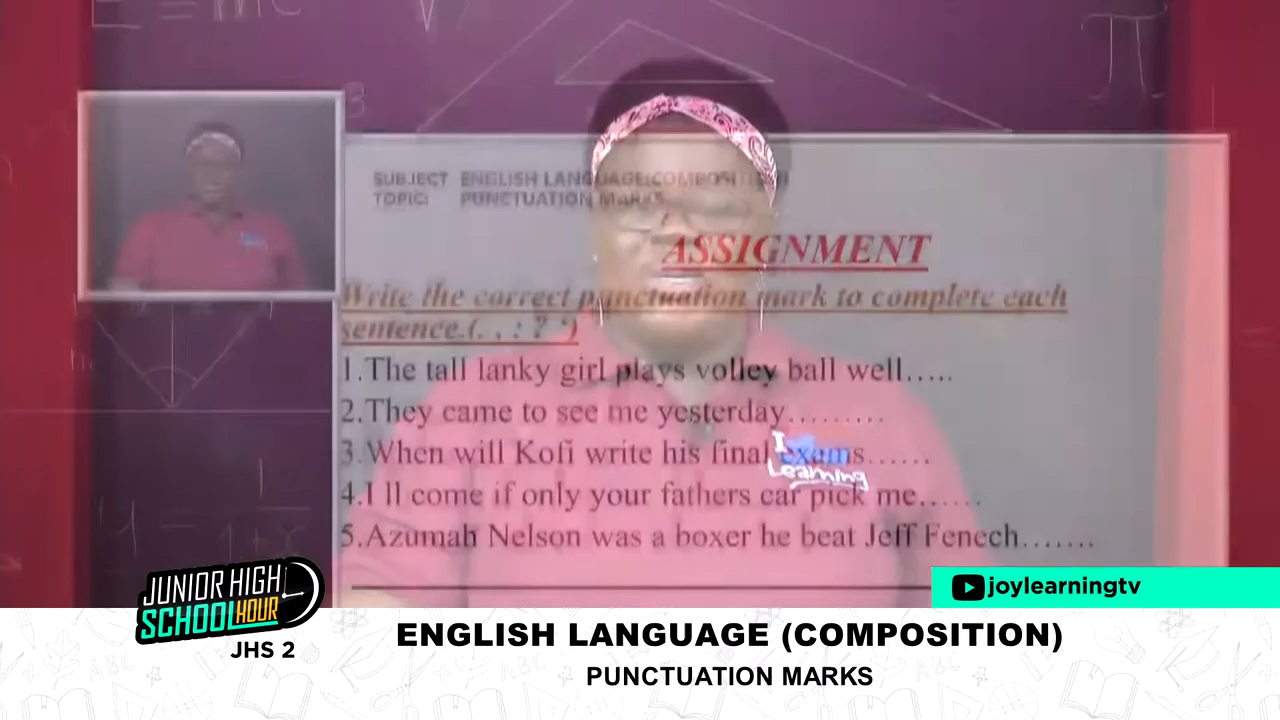 SUBJECT ENGLISH LANGUAGE(COMPOSITION)
TOPIC: PUNCTUATION MARKS
ASSIGNMENT
Write the correct punctuation mark to complete each
sentence.(. , : ? ‘)
1.The tall lanky girl plays volley ball well…..
2.They came to see me yesterday………
3.When will Kofi write his final exams……
4.I ll come if only your fathers car pick me……
5.Azumah Nelson was a boxer he beat Jeff Fenech…….
I
Learning
joylearningtv
JUNIOR HIGH
SCHOOL HOUR
JHS 2
ENGLISH LANGUAGE (COMPOSITION)
PUNCTUATION MARKS